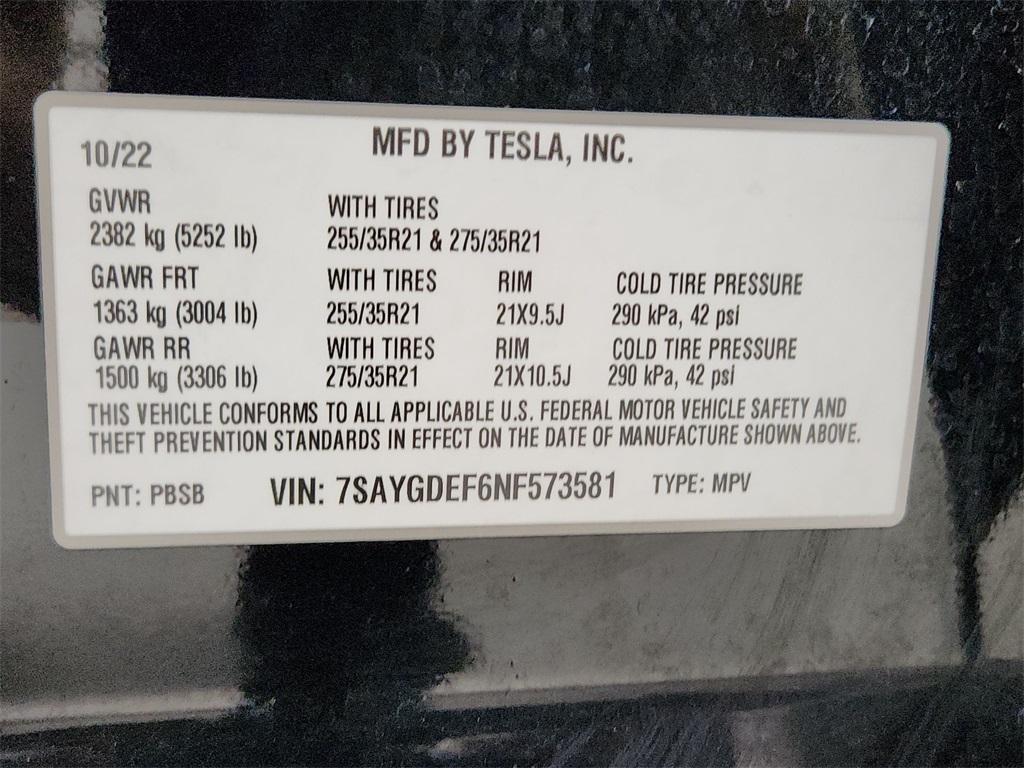 10/22 MFD BY TESLA, INC.
GVWR WITH TIRES
2382 kg (5252 lb) 255/35R21 & 275/35R21
GAWR FRT WITH TIRES RIM COLD TIRE PRESSURE
1363 kg (3004 lb) 255/35R21 21X9.5J 290 kPa, 42 psi
GAWR RR WITH TIRES RIM COLD TIRE PRESSURE
1500 kg (3306 lb) 275/35R21 21X10.5J 290 kPa, 42 psi
THIS VEHICLE CONFORMS TO ALL APPLICABLE U.S. FEDERAL MOTOR VEHICLE SAFETY AND
THEFT PREVENTION STANDARDS IN EFFECT ON THE DATE OF MANUFACTURE SHOWN ABOVE.
PNT: PBSB VIN: 7SAYGDEF6NF573581 TYPE: MPV